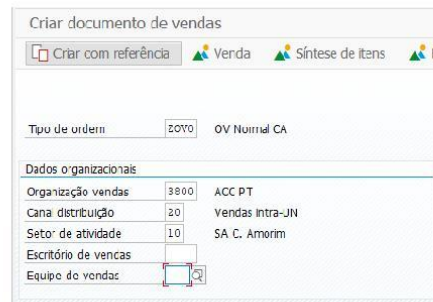 Criar documento de vendas
Criar com referência Venda Síntese de itens
Tipo de ordem ZOVO OV Normal CA
Dados organizacionais
Organização vendas 3800 ACC PT
Canal distribuição 20 Vendas Intra-UN
Setor de atividade 10 SA C. Amorim
Escritório de vendas
Equipe de vendas